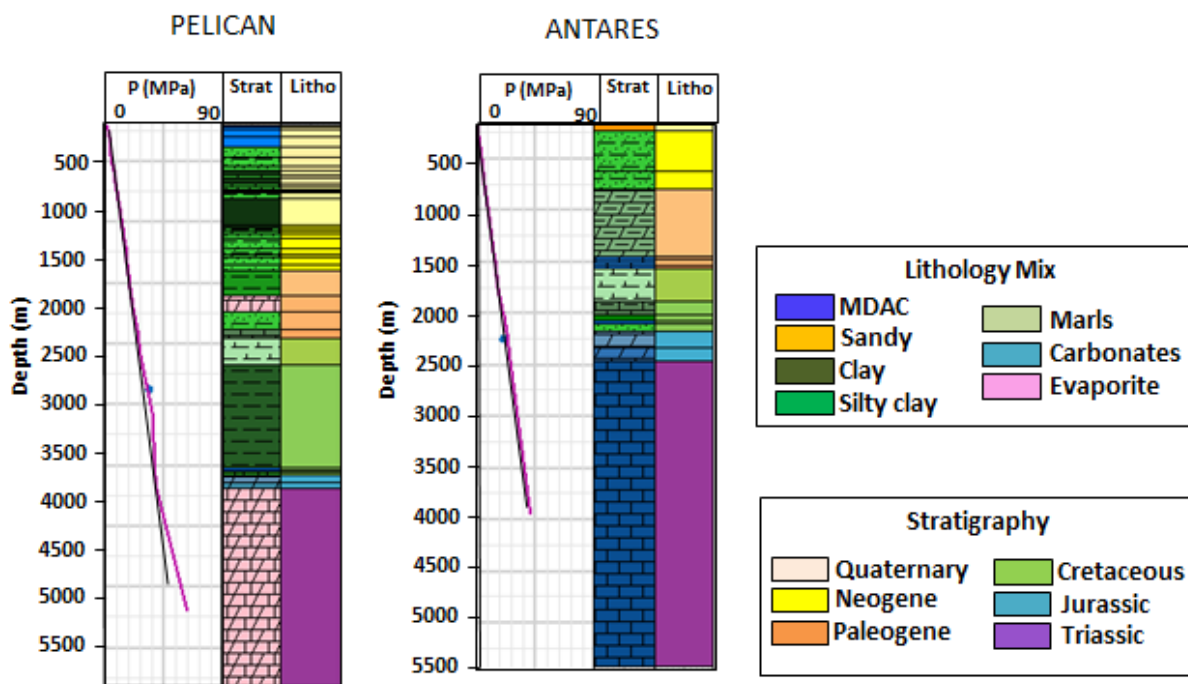 PELICAN
P (MPa) Strat Litho
0 90
Depth (m)
500
1000
1500
2000
2500
3000
3500
4000
4500
5000
5500
ANTARES
P (MPa) Strat Litho
0 90
Depth (m)
500
1000
1500
2000
2500
3000
3500
4000
4500
5000
5500
Lithology Mix
MDAC
Sandy
Clay
Silty clay
Marls
Carbonates
Evaporite
Stratigraphy
Quaternary
Neogene
Paleogene
Cretaceous
Jurassic
Triassic